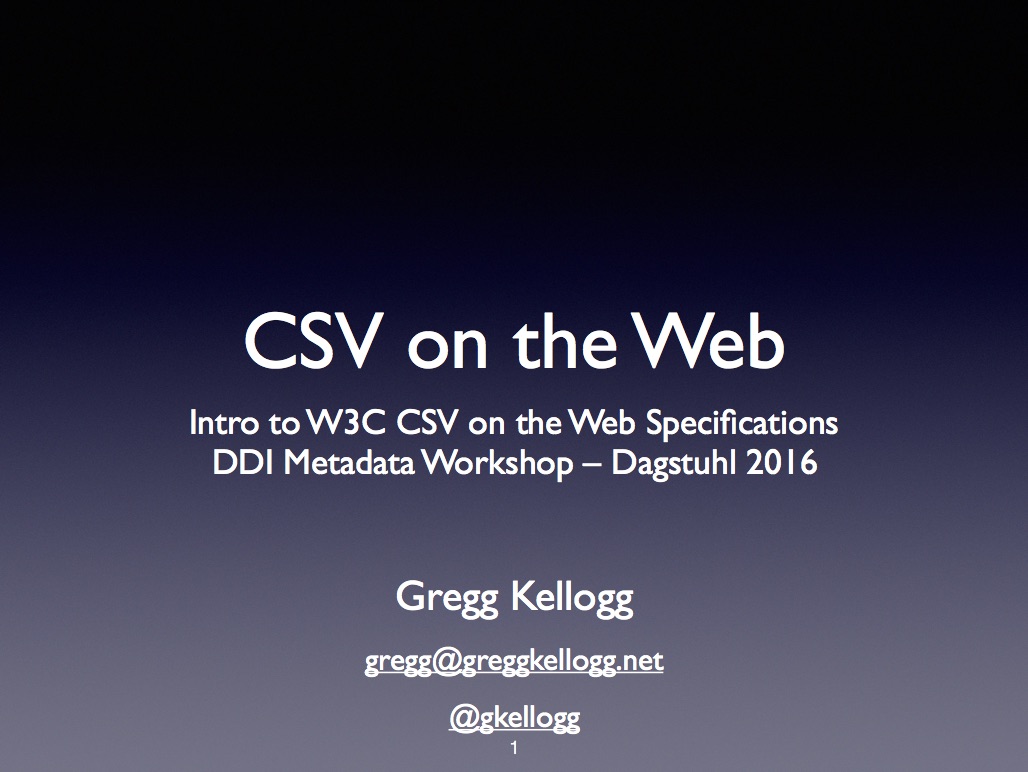 CSV on the Web
Intro to W3C CSV on the Web Specifications
DDI Metadata Workshop – Dagstuhl 2016
Gregg Kellogg
gregg@greggkellogg.net
@gkellogg
1